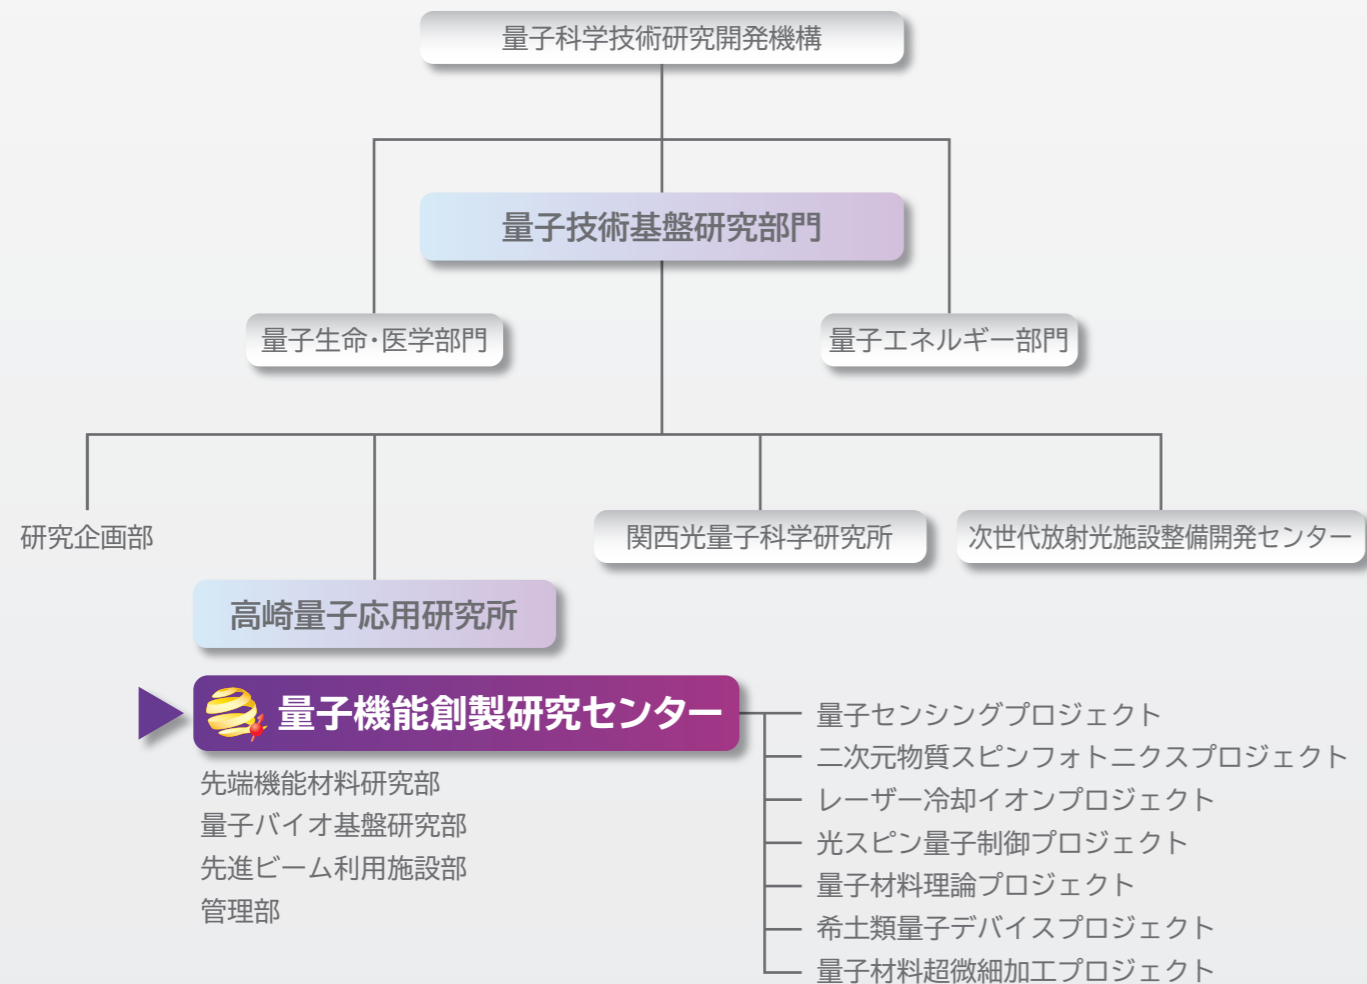 量子科学技術研究開発機構
量子技術基盤研究部門
量子生命・医学部門
量子エネルギー部門
研究企画部
関西光量子科学研究所
次世代放射光施設整備開発センター
高崎量子応用研究所
量子機能創製研究センター
先端機能材料研究部
量子バイオ基盤研究部
先進ビーム利用施設部
管理部
量子センシングプロジェクト
二次元物質スピンフォトニクスプロジェクト
レーザー冷却イオンプロジェクト
光スピン量子制御プロジェクト
量子材料理論プロジェクト
希土類量子デバイスプロジェクト
量子材料超微細加工プロジェクト